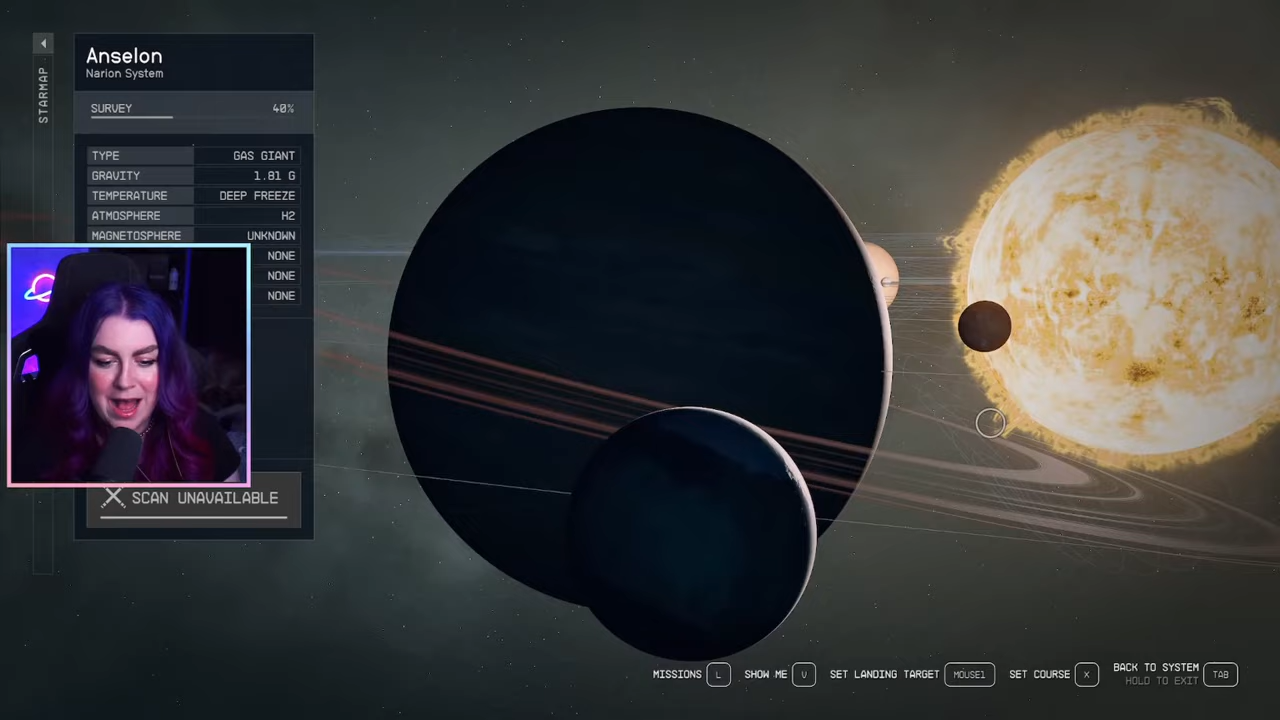 STARMAP
Anselon
Narion System
SURVEY 40%
TYPE GAS GIANT
GRAVITY 1.81 G
TEMPERATURE DEEP FREEZE
ATMOSPHERE H2
MAGNETOSPHERE UNKNOWN
NONE
NONE
NONE
SCAN UNAVAILABLE
MISSIONS L SHOW ME V SET LANDING TARGET MOUSE1 SET COURSE X BACK TO SYSTEM TAB
HOLD TO EXIT